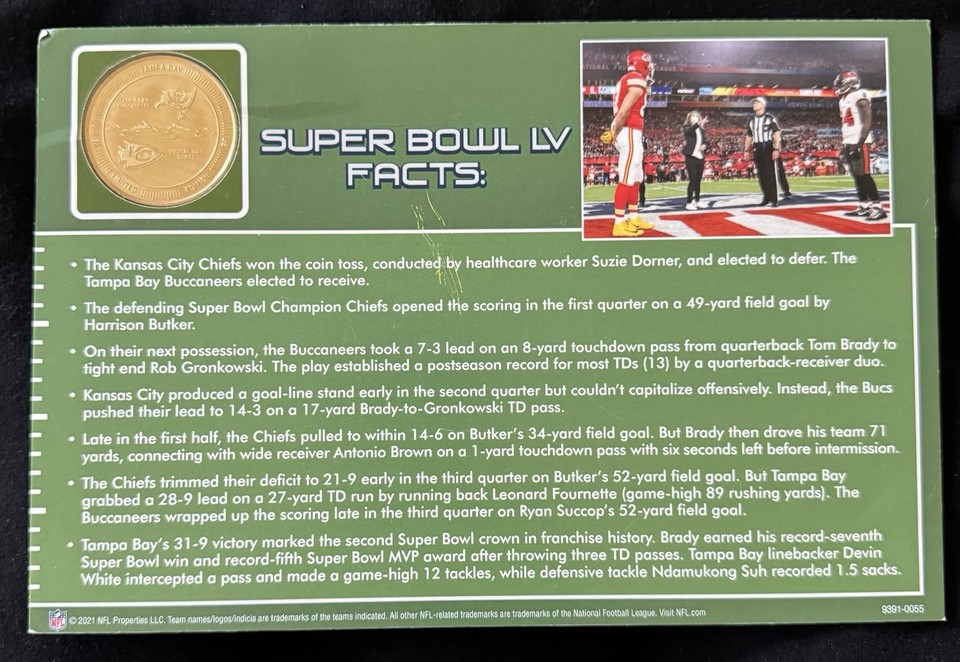 TAMPA BAY
SUPER BOWL LV
FACTS:
• The Kansas City Chiefs won the coin toss, conducted by healthcare worker Suzie Dorner, and elected to defer. The
Tampa Bay Buccaneers elected to receive.
• The defending Super Bowl Champion Chiefs opened the scoring in the first quarter on a 49-yard field goal by
Harrison Butker.
• On their next possession, the Buccaneers took a 7-3 lead on an 8-yard touchdown pass from quarterback Tom Brady to
tight end Rob Gronkowski. The play established a postseason record for most TDs (13) by a quarterback-receiver duo.
• Kansas City produced a goal-line stand early in the second quarter but couldn't capitalize offensively. Instead, the Bucs
pushed their lead to 14-3 on a 17-yard Brady-to-Gronkowski TD pass.
• Late in the first half, the Chiefs pulled to within 14-6 on Butker's 34-yard field goal. But Brady then drove his team 71
yards, connecting with wide receiver Antonio Brown on a 1-yard touchdown pass with six seconds left before intermission.
• The Chiefs trimmed their deficit to 21-9 early in the third quarter on Butker's 52-yard field goal. But Tampa Bay
grabbed a 28-9 lead on a 27-yard TD run by running back Leonard Fournette (game-high 89 rushing yards). The
Buccaneers wrapped up the scoring late in the third quarter on Ryan Succop's 52-yard field goal.
• Tampa Bay's 31-9 victory marked the second Super Bowl crown in franchise history. Brady earned his record-seventh
Super Bowl win and record-fifth Super Bowl MVP award after throwing three TD passes. Tampa Bay linebacker Devin
White intercepted a pass and made a game-high 12 tackles, while defensive tackle Ndamukong Suh recorded 1.5 sacks.
NFL © 2021 NFL Properties LLC. Team names/logos/indicia are trademarks of the teams indicated. All other NFL-related trademarks are trademarks of the National Football League. Visit NFL.com
9391-0055